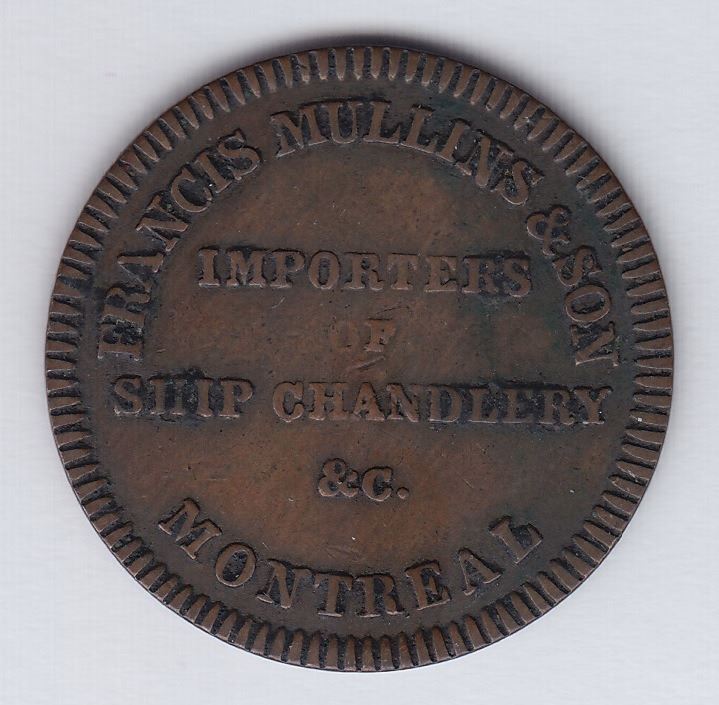 FRANCIS MULLINS & SON
IMPORTERS
OF
SHIP CHANDLERY
&C.
MONTREAL